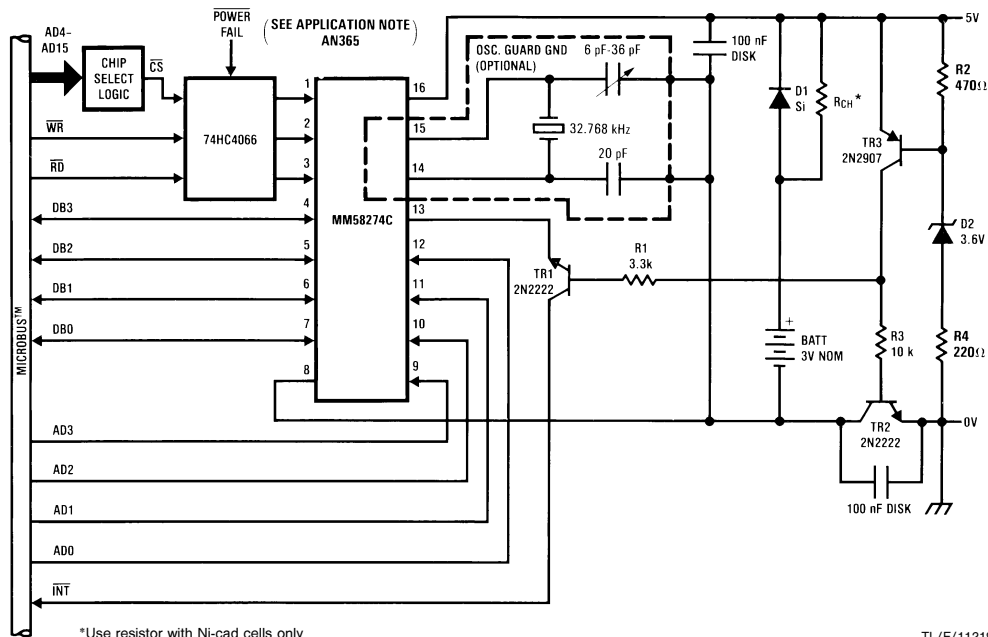 AD4–
AD15
POWER
FAIL
(SEE APPLICATION NOTE
AN365)
CHIP
SELECT
LOGIC
CS
74HC4066
WR
RD
DB3
DB2
DB1
DB0
MICROBUS™
AD3
AD2
AD1
AD0
INT
1
2
3
4
5
6
7
8
MM58274C
16
15
14
13
12
11
10
9
OSC. GUARD GND
(OPTIONAL)
6 pF-36 pF
32.768 kHz
20 pF
100 nF
DISK
D1
Si
RCH*
5V
R2
470Ω
TR3
2N2907
D2
3.6V
R1
3.3k
TR1
2N2222
+
BATT
3V NOM
R3
10 k
R4
220Ω
TR2
2N2222
0V
100 nF DISK
*Use resistor with Ni-cad cells only